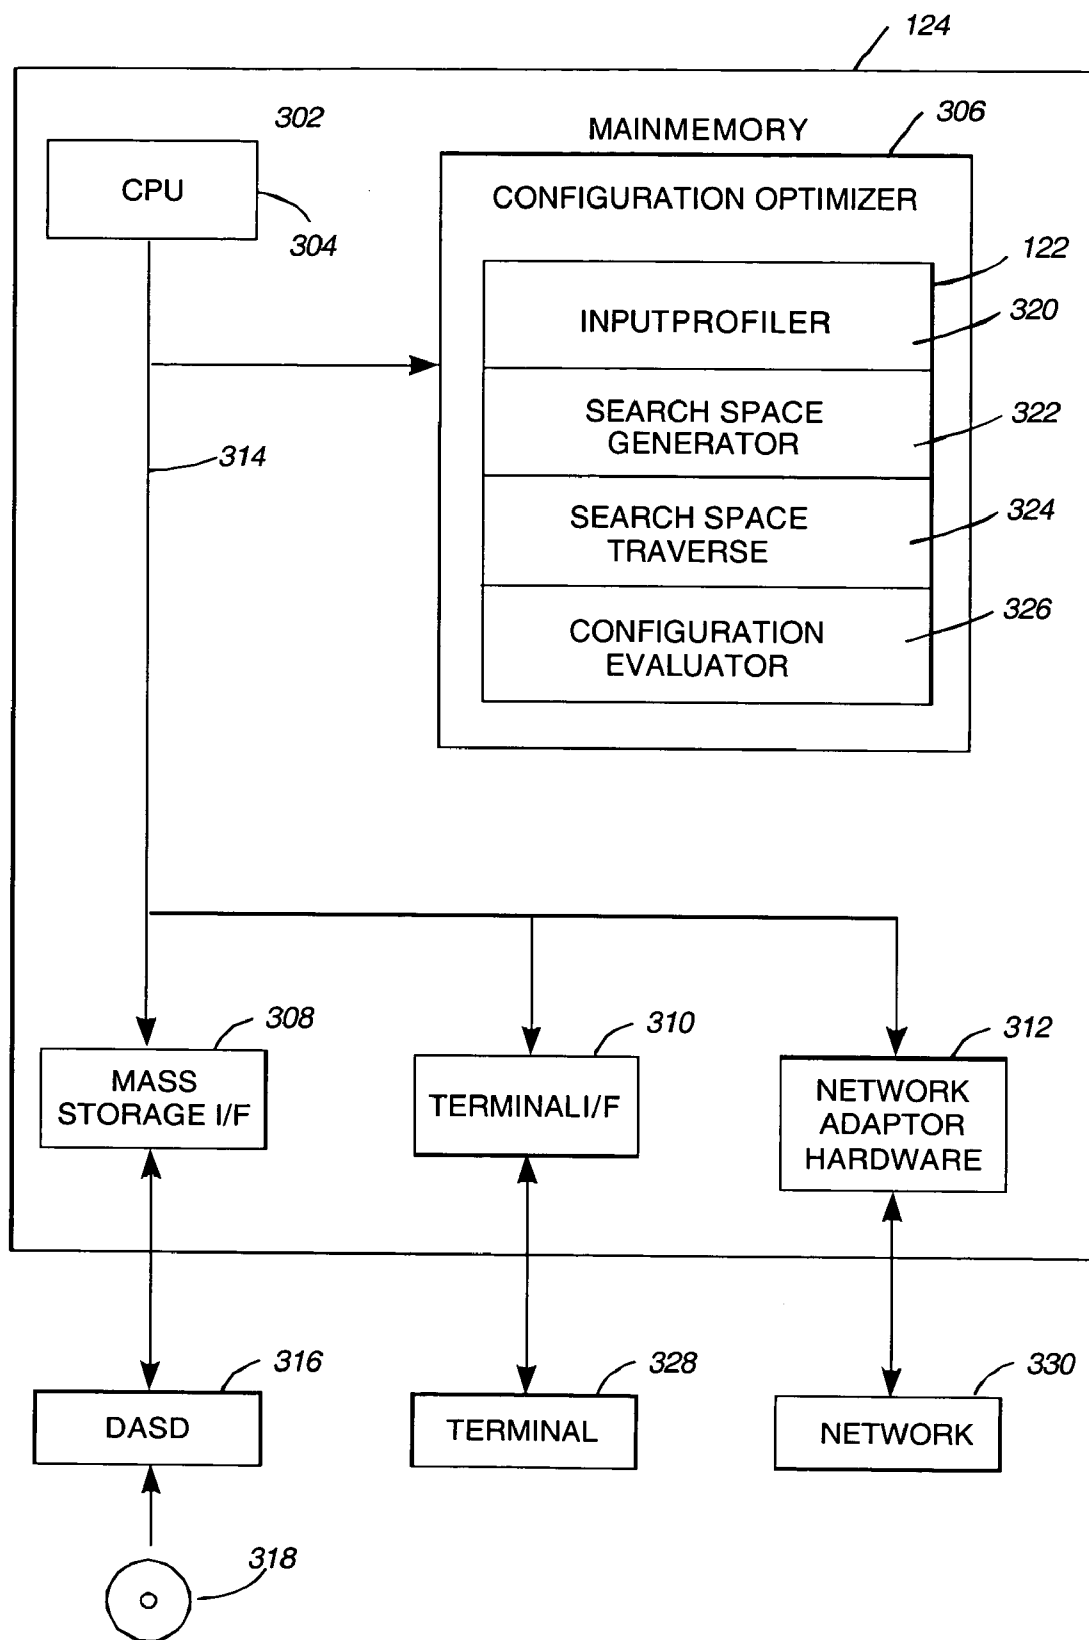 124
302
MAINMEMORY
306
CPU
304
CONFIGURATION OPTIMIZER
122
INPUTPROFILER
320
SEARCH SPACE
GENERATOR
322
314
SEARCH SPACE
TRAVERSE
324
CONFIGURATION
EVALUATOR
326
308
310
312
MASS
STORAGE I/F
TERMINALI/F
NETWORK
ADAPTOR
HARDWARE
316
328
330
DASD
TERMINAL
NETWORK
318